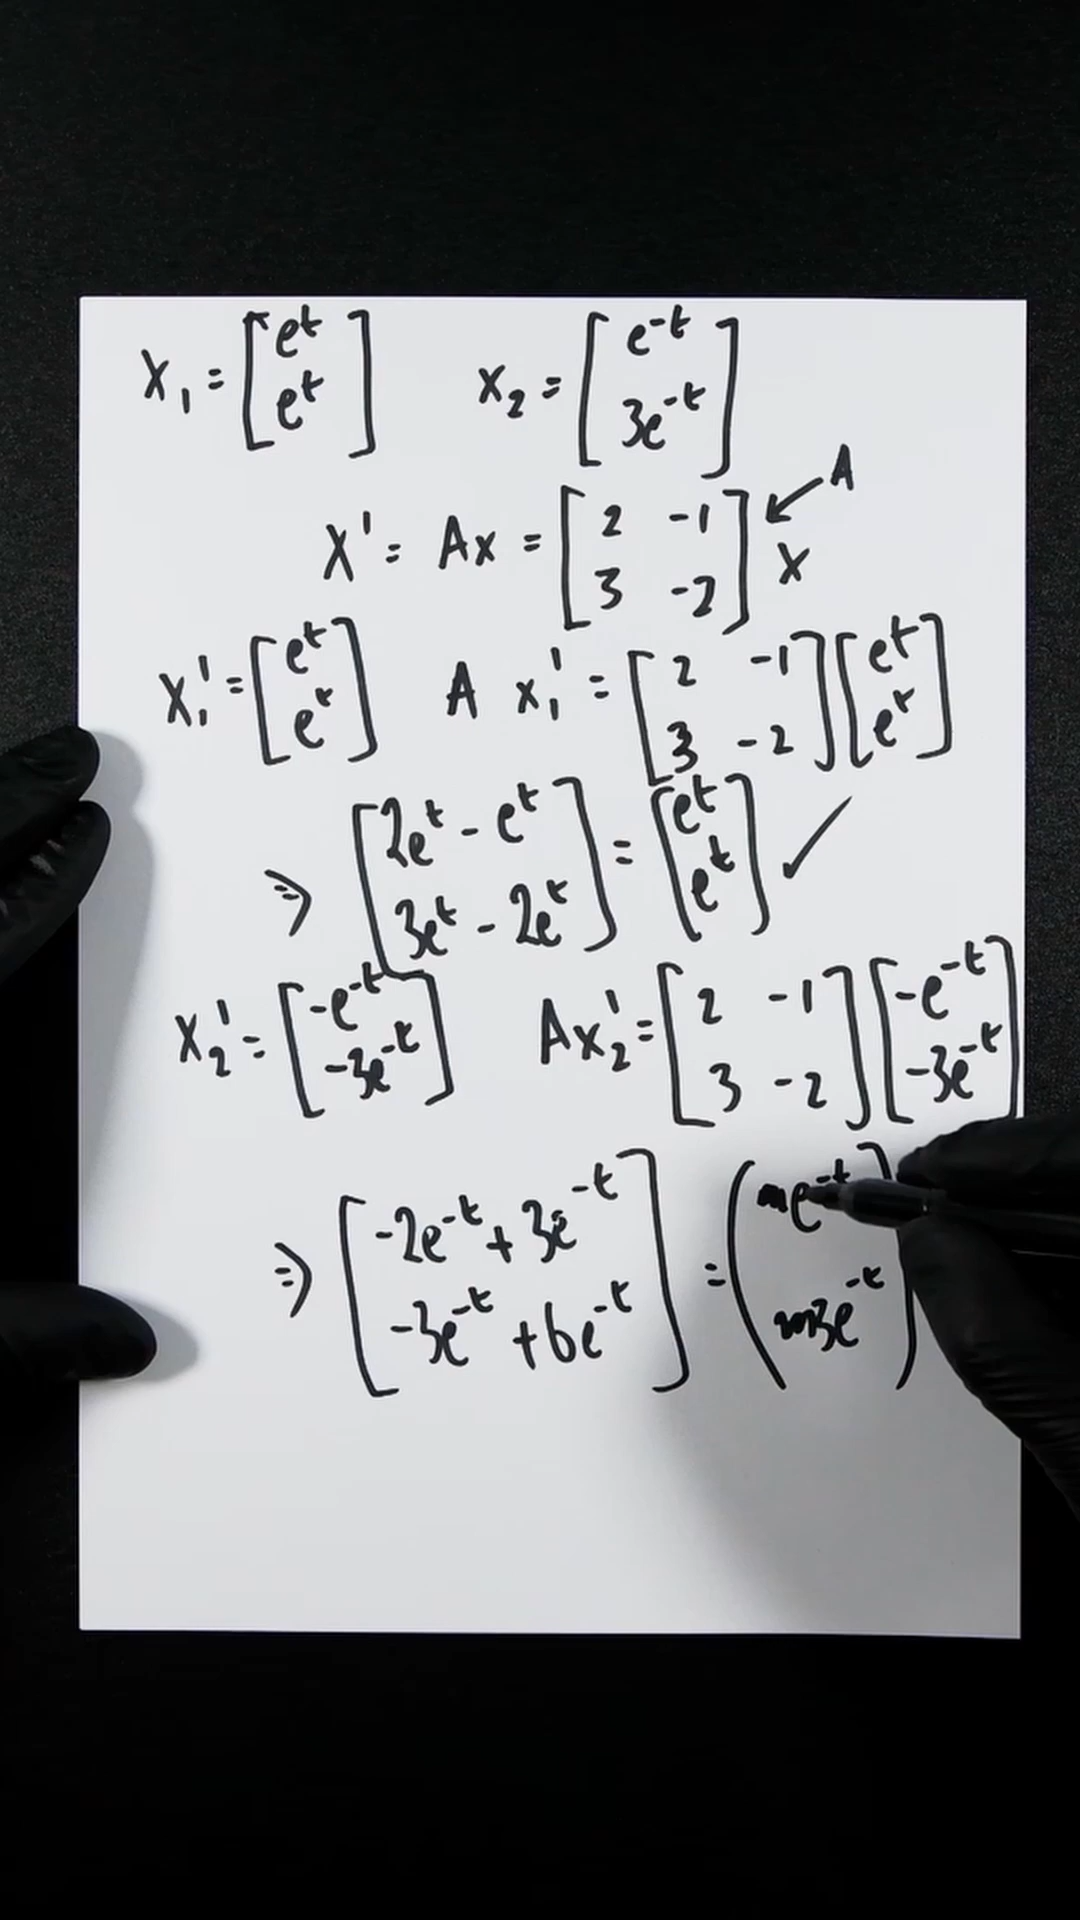 X₁ = [e^t; e^t] X₂ = [e^-t; 3e^-t]
X' = Ax = [2 -1; 3 -2] X ↙ A
X₁' = [e^t; e^t] A x₁' = [2 -1; 3 -2] [e^t; e^t]
⇒ [2e^t - e^t; 3e^t - 2e^t] = [e^t; e^t] ✓
X₂' = [-e^-t; -3e^-t] Ax₂' = [2 -1; 3 -2] [-e^-t; -3e^-t]
⇒ [-2e^-t + 3e^-t; -3e^-t + 6e^-t] = (e^-t; 3e^-t)